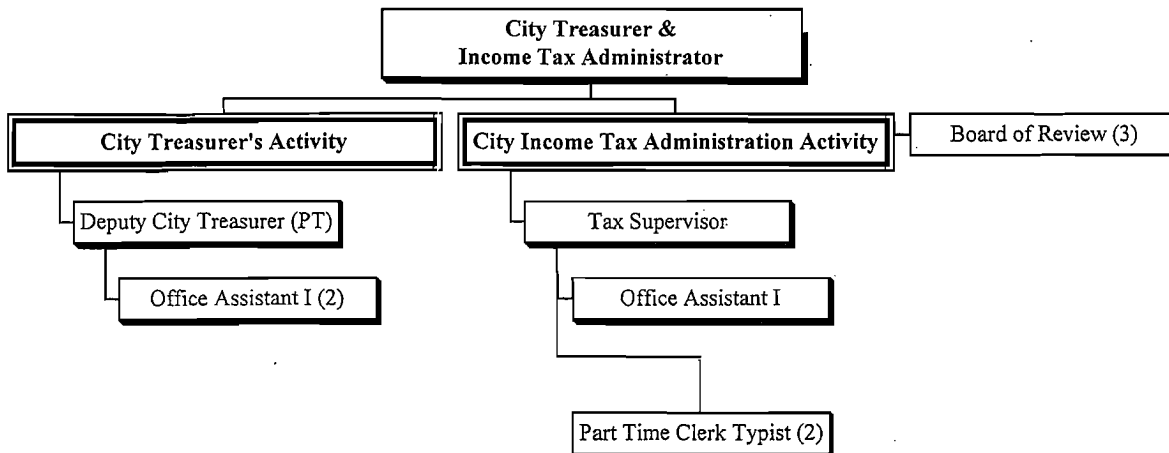 City Treasurer &
Income Tax Administrator
City Treasurer's Activity
City Income Tax Administration Activity
Board of Review (3)
Deputy City Treasurer (PT)
Tax Supervisor
Office Assistant I (2)
Office Assistant I
Part Time Clerk Typist (2)